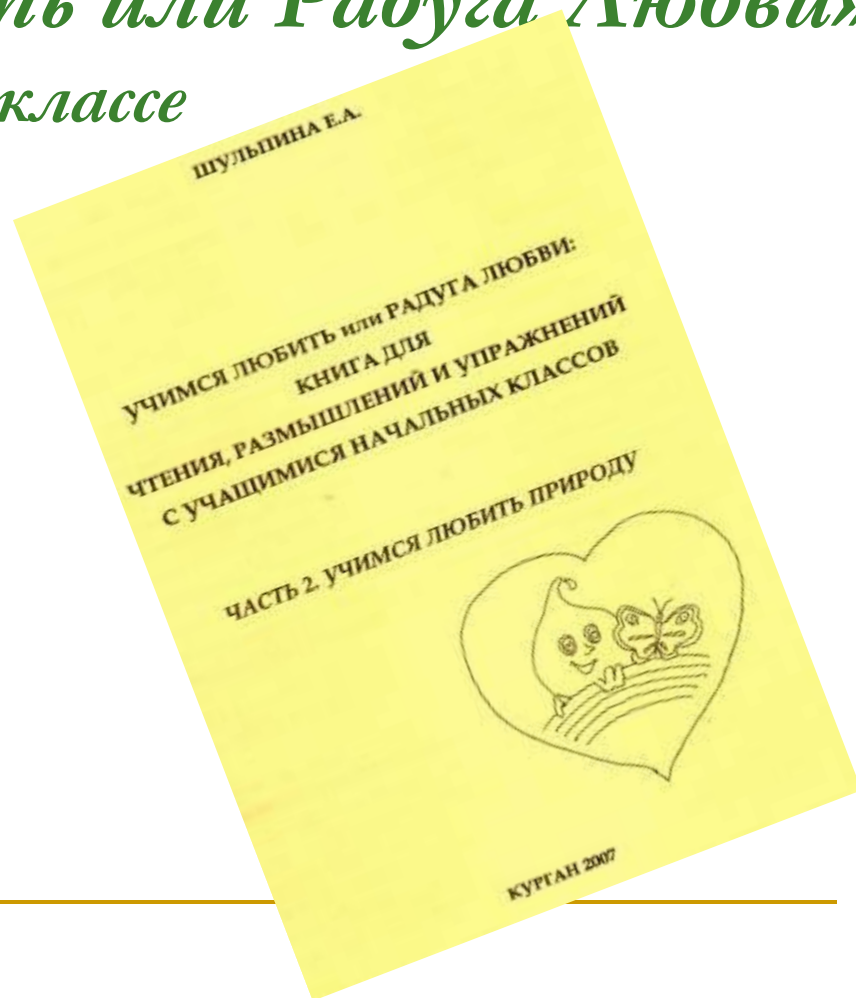 ть или Радуга Любви»
классе
ШУЛЬПИНА Е.А.
УЧИМСЯ ЛЮБИТЬ или РАДУГА ЛЮБВИ:
КНИГА ДЛЯ
ЧТЕНИЯ, РАЗМЫШЛЕНИЙ И УПРАЖНЕНИЙ
С УЧАЩИМИСЯ НАЧАЛЬНЫХ КЛАССОВ
ЧАСТЬ 2. УЧИМСЯ ЛЮБИТЬ ПРИРОДУ
КУРГАН 2007